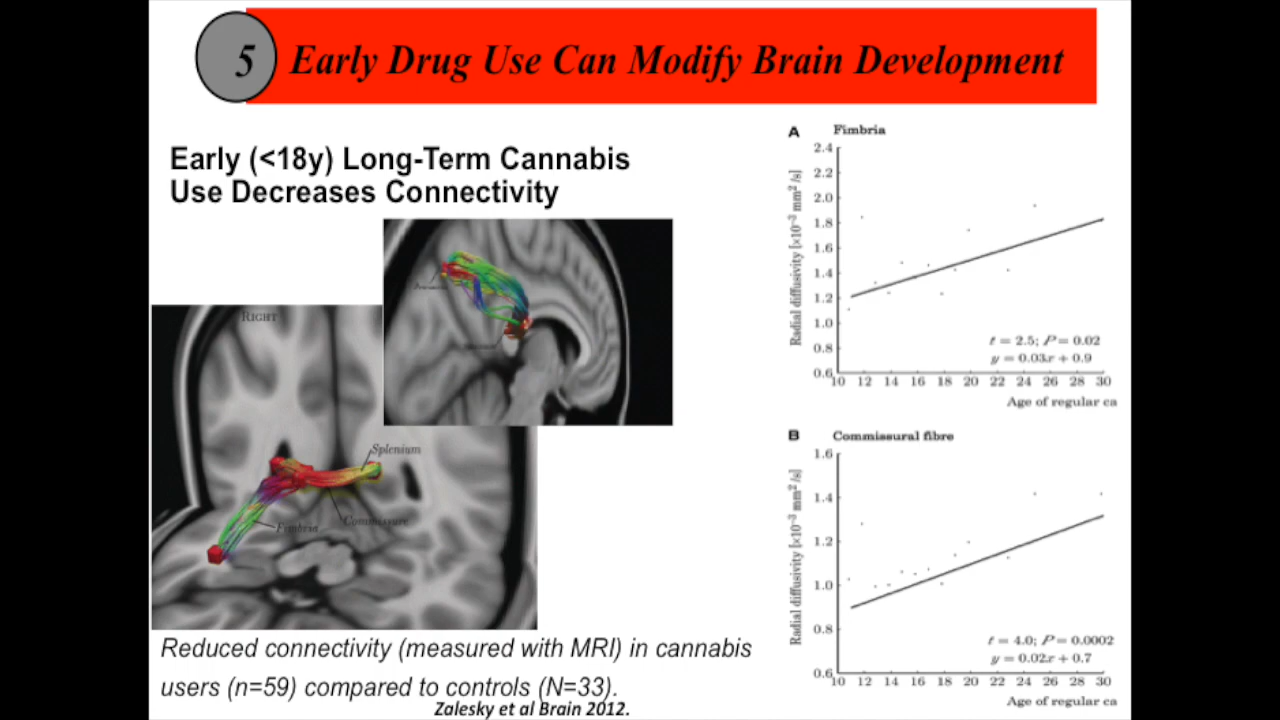 5 Early Drug Use Can Modify Brain Development
Early (<18y) Long-Term Cannabis
Use Decreases Connectivity
RIGHT
Splenium
Fimbria
Commissure
Reduced connectivity (measured with MRI) in cannabis
users (n=59) compared to controls (N=33).
Zalesky et al Brain 2012.
A Fimbria
Radial diffusivity [×10⁻³ mm²/s]
2.4
2.2
2.0
1.8
1.6
1.4
1.2
1.0
0.8
0.6
t = 2.5; P = 0.02
y = 0.03x + 0.9
10 12 14 16 18 20 22 24 26 28 30
Age of regular ca
B Commissural fibre
Radial diffusivity [×10⁻³ mm²/s]
1.6
1.4
1.2
1.0
0.8
0.6
t = 4.0; P = 0.0002
y = 0.02x + 0.7
10 12 14 16 18 20 22 24 26 28 30
Age of regular ca